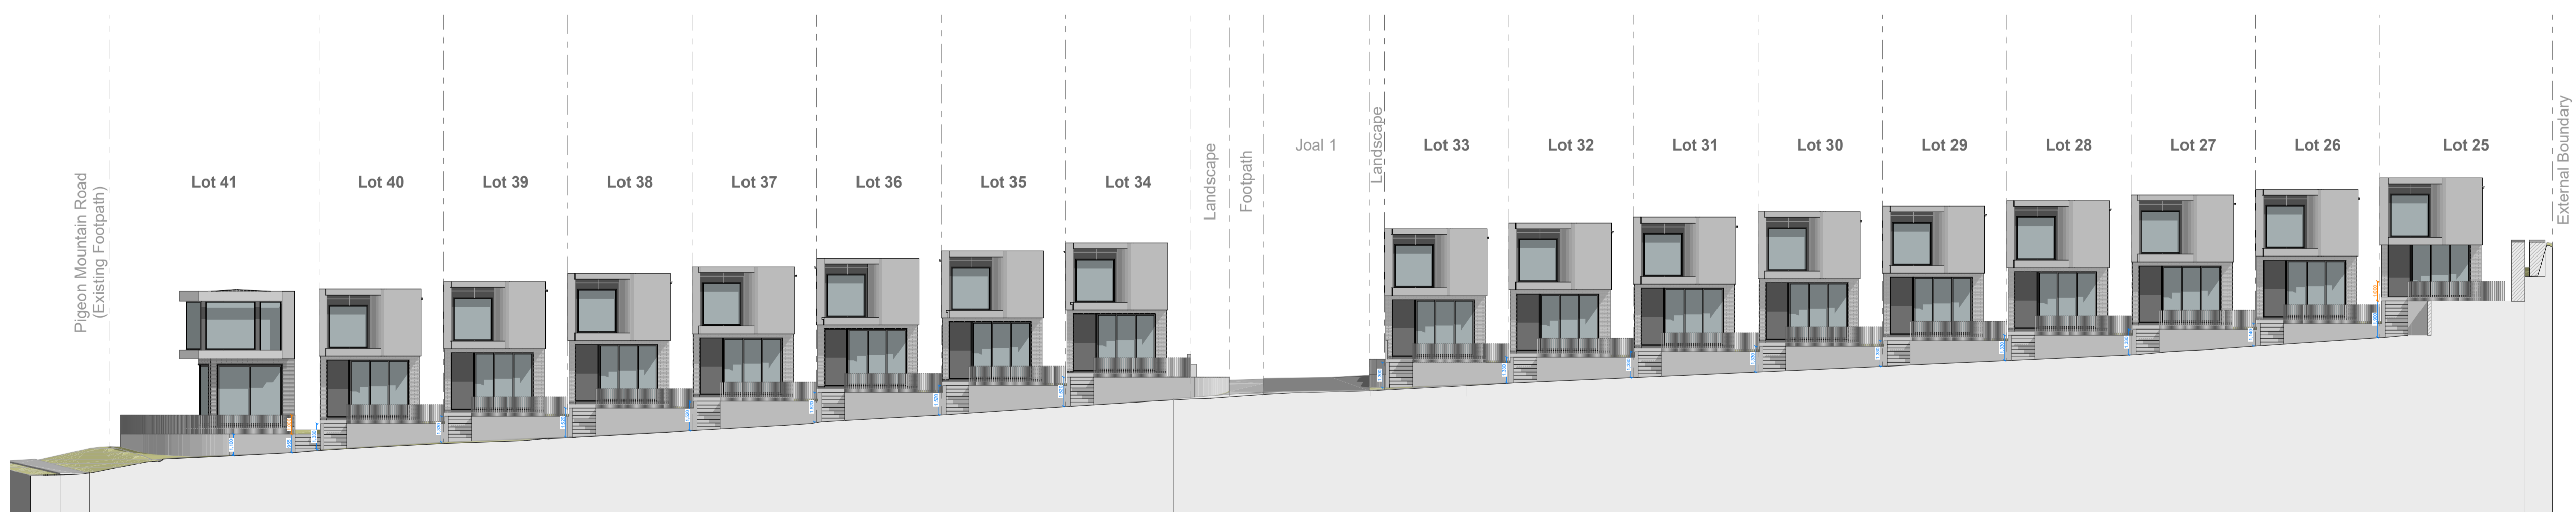 Pigeon Mountain Road
(Existing Footpath)
Lot 41
Lot 40
Lot 39
Lot 38
Lot 37
Lot 36
Lot 35
Lot 34
Landscape
Footpath
Joal 1
Landscape
Lot 33
Lot 32
Lot 31
Lot 30
Lot 29
Lot 28
Lot 27
Lot 26
Lot 25
External Boundary